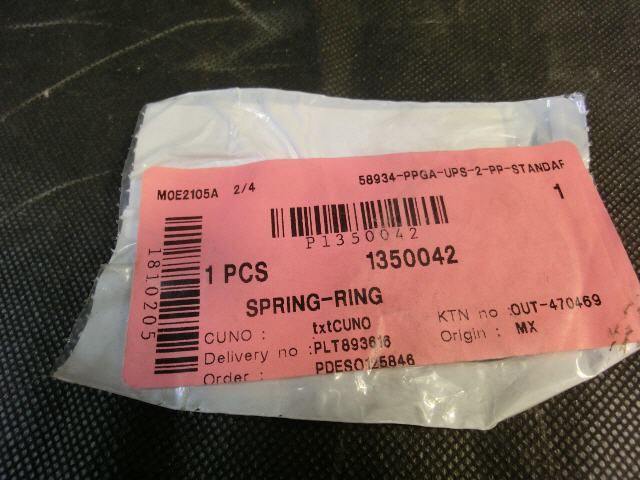 MOE2105A 2/4
58934-PPGA-UPS-2-PP-STANDAR
1
P1350042
1810205
1 PCS
1350042
SPRING-RING
CUNO : txtCUNO
KTN no :OUT-470469
Delivery no :PLT893616
Origin : MX
Order : PDESO125846